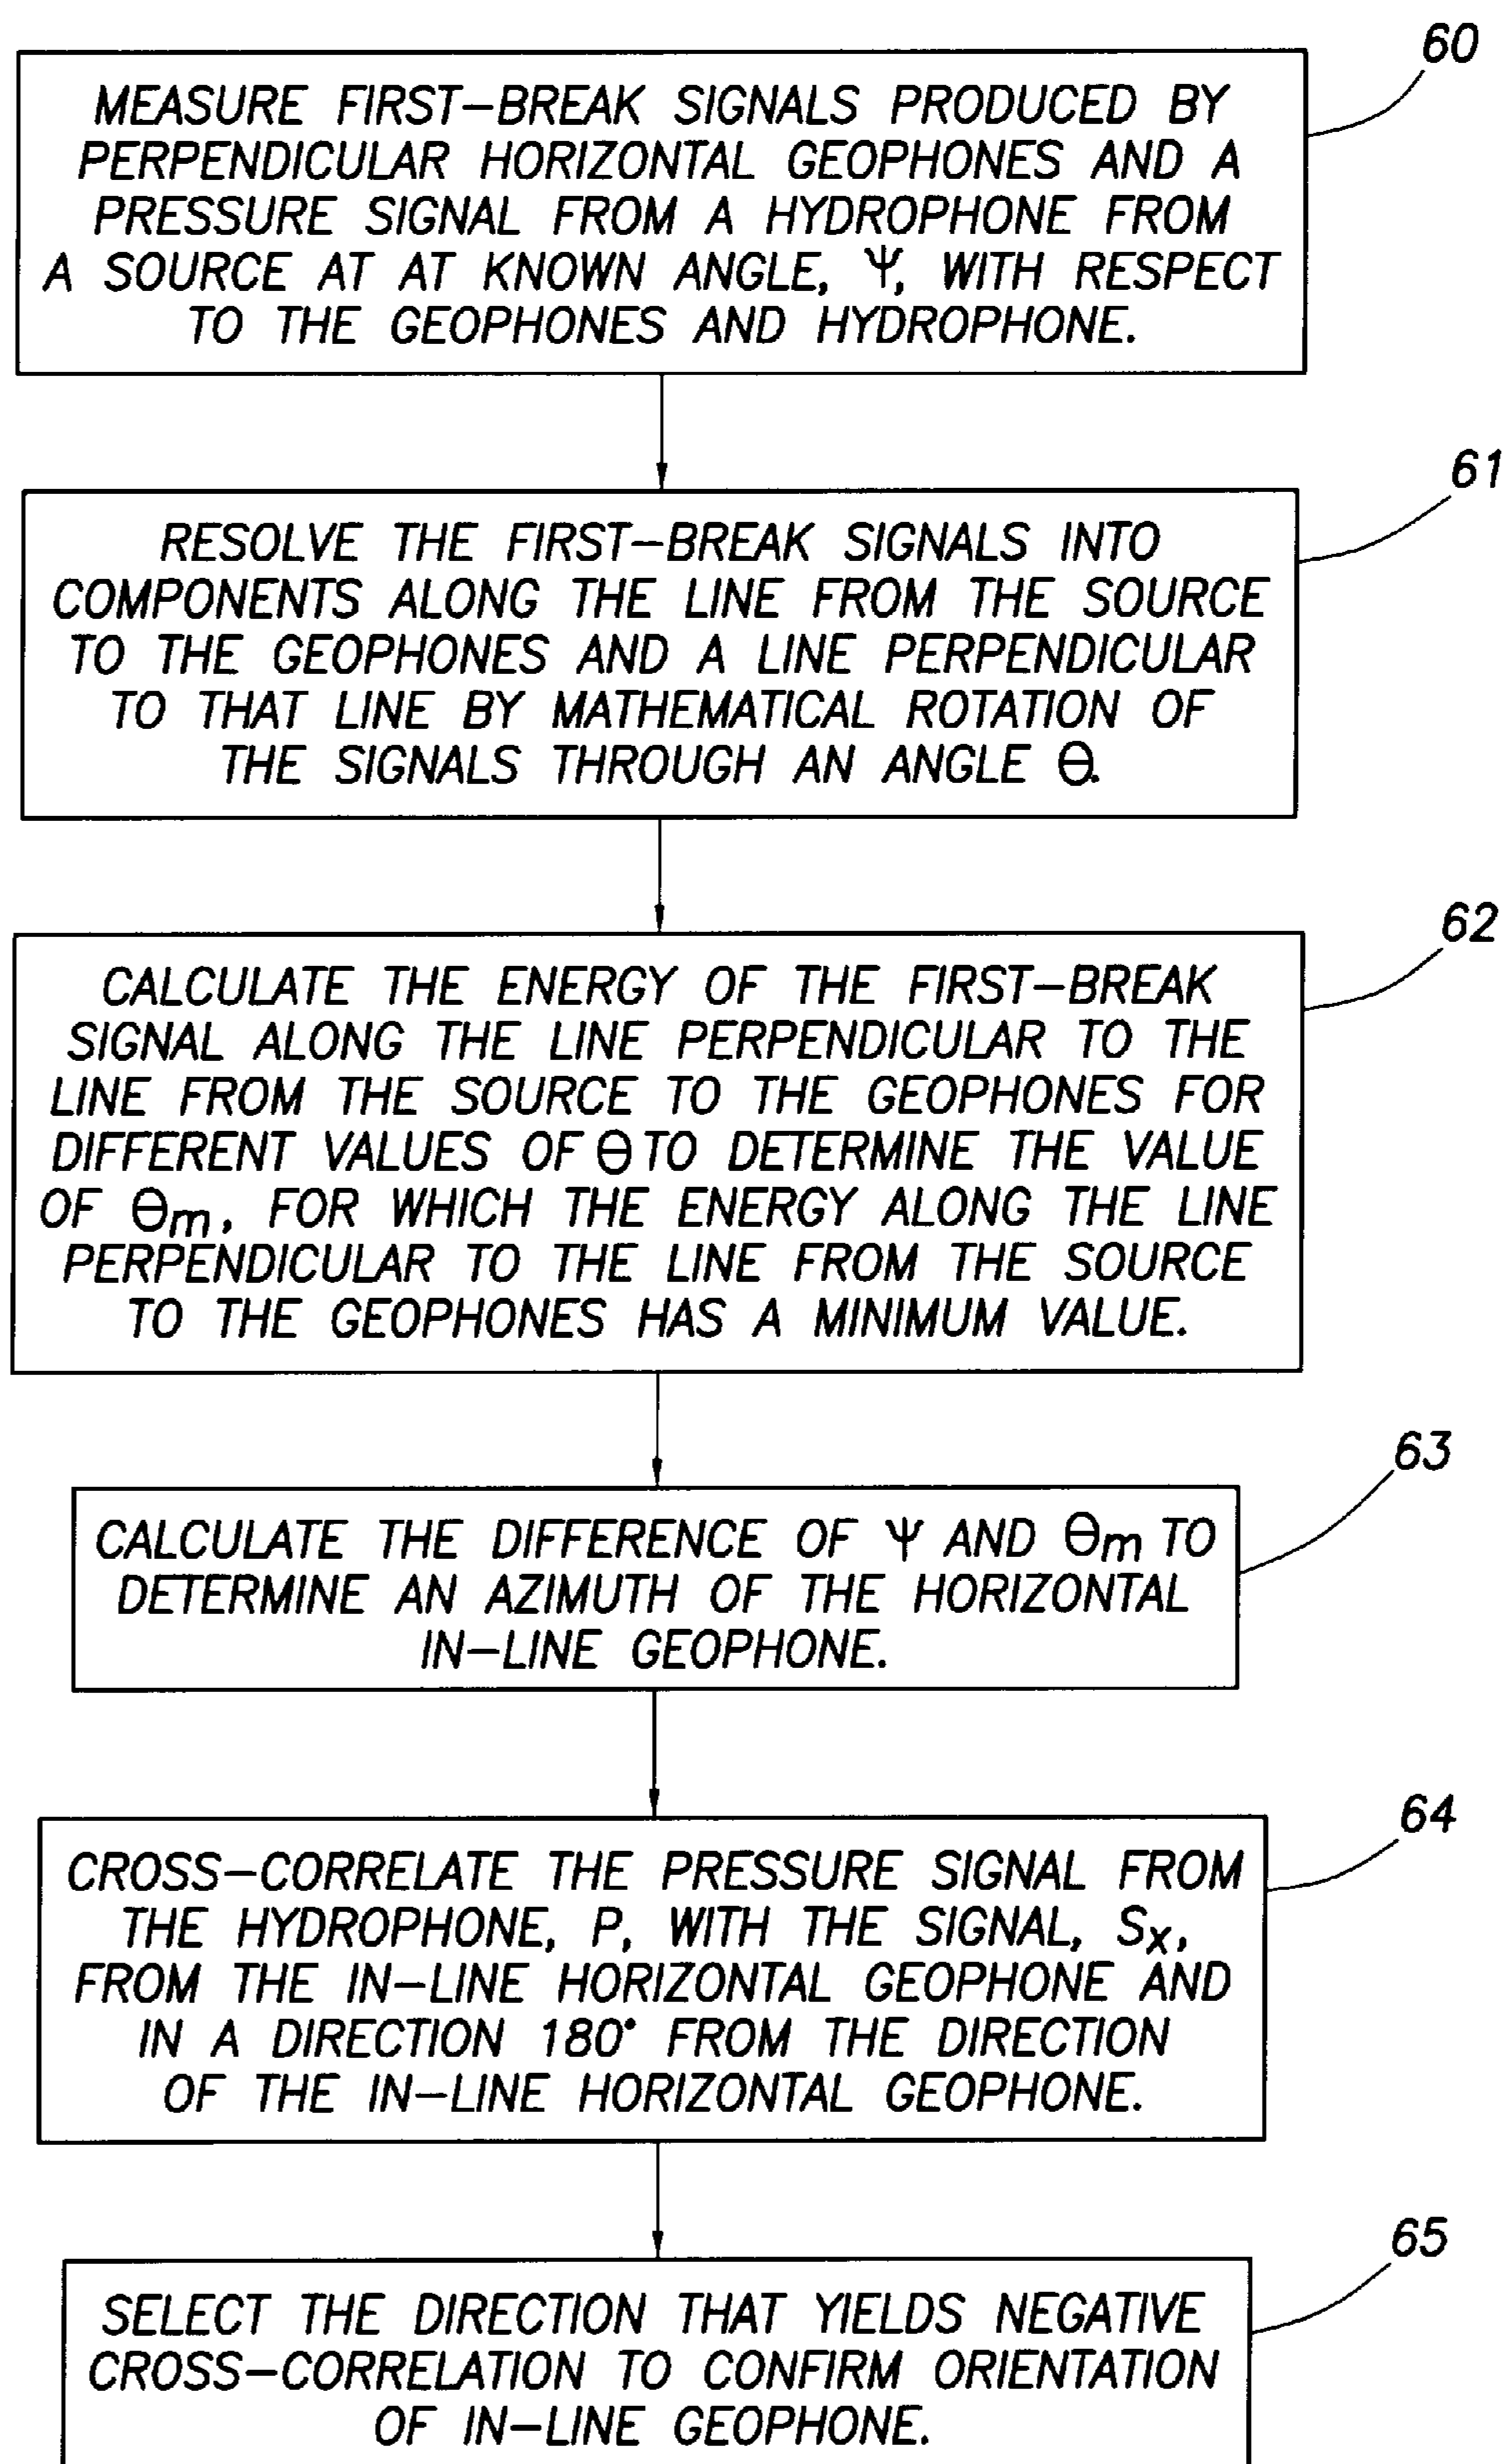 60
MEASURE FIRST-BREAK SIGNALS PRODUCED BY
PERPENDICULAR HORIZONTAL GEOPHONES AND A
PRESSURE SIGNAL FROM A HYDROPHONE FROM
A SOURCE AT AT KNOWN ANGLE, Ψ, WITH RESPECT
TO THE GEOPHONES AND HYDROPHONE.
61
RESOLVE THE FIRST-BREAK SIGNALS INTO
COMPONENTS ALONG THE LINE FROM THE SOURCE
TO THE GEOPHONES AND A LINE PERPENDICULAR
TO THAT LINE BY MATHEMATICAL ROTATION OF
THE SIGNALS THROUGH AN ANGLE Θ.
62
CALCULATE THE ENERGY OF THE FIRST-BREAK
SIGNAL ALONG THE LINE PERPENDICULAR TO THE
LINE FROM THE SOURCE TO THE GEOPHONES FOR
DIFFERENT VALUES OF Θ TO DETERMINE THE VALUE
OF Θm, FOR WHICH THE ENERGY ALONG THE LINE
PERPENDICULAR TO THE LINE FROM THE SOURCE
TO THE GEOPHONES HAS A MINIMUM VALUE.
63
CALCULATE THE DIFFERENCE OF Ψ AND Θm TO
DETERMINE AN AZIMUTH OF THE HORIZONTAL
IN-LINE GEOPHONE.
64
CROSS-CORRELATE THE PRESSURE SIGNAL FROM
THE HYDROPHONE, P, WITH THE SIGNAL, Sx,
FROM THE IN-LINE HORIZONTAL GEOPHONE AND
IN A DIRECTION 180° FROM THE DIRECTION
OF THE IN-LINE HORIZONTAL GEOPHONE.
65
SELECT THE DIRECTION THAT YIELDS NEGATIVE
CROSS-CORRELATION TO CONFIRM ORIENTATION
OF IN-LINE GEOPHONE.